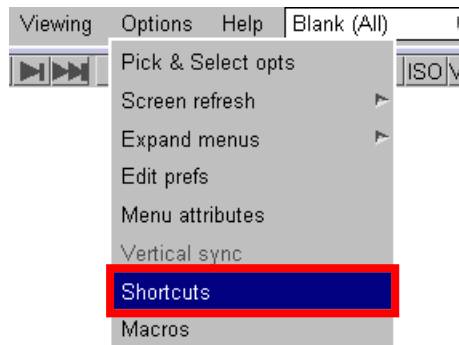 Viewing Options Help Blank (All)
Pick & Select opts
ISO
Screen refresh
Expand menus
Edit prefs
Menu attributes
Vertical sync
Shortcuts
Macros